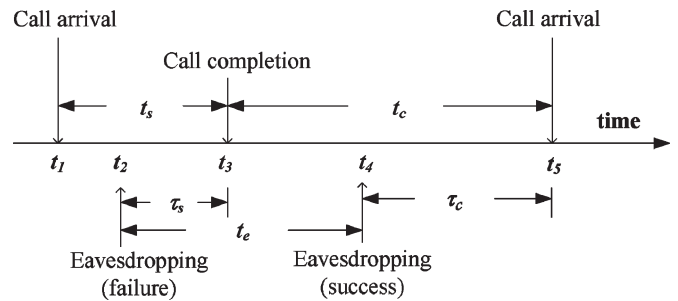 Call arrival Call arrival
Call completion
t_s t_c
time
t_1 t_2 t_3 t_4 t_5
τ_s τ_c
t_e
Eavesdropping Eavesdropping
(failure) (success)